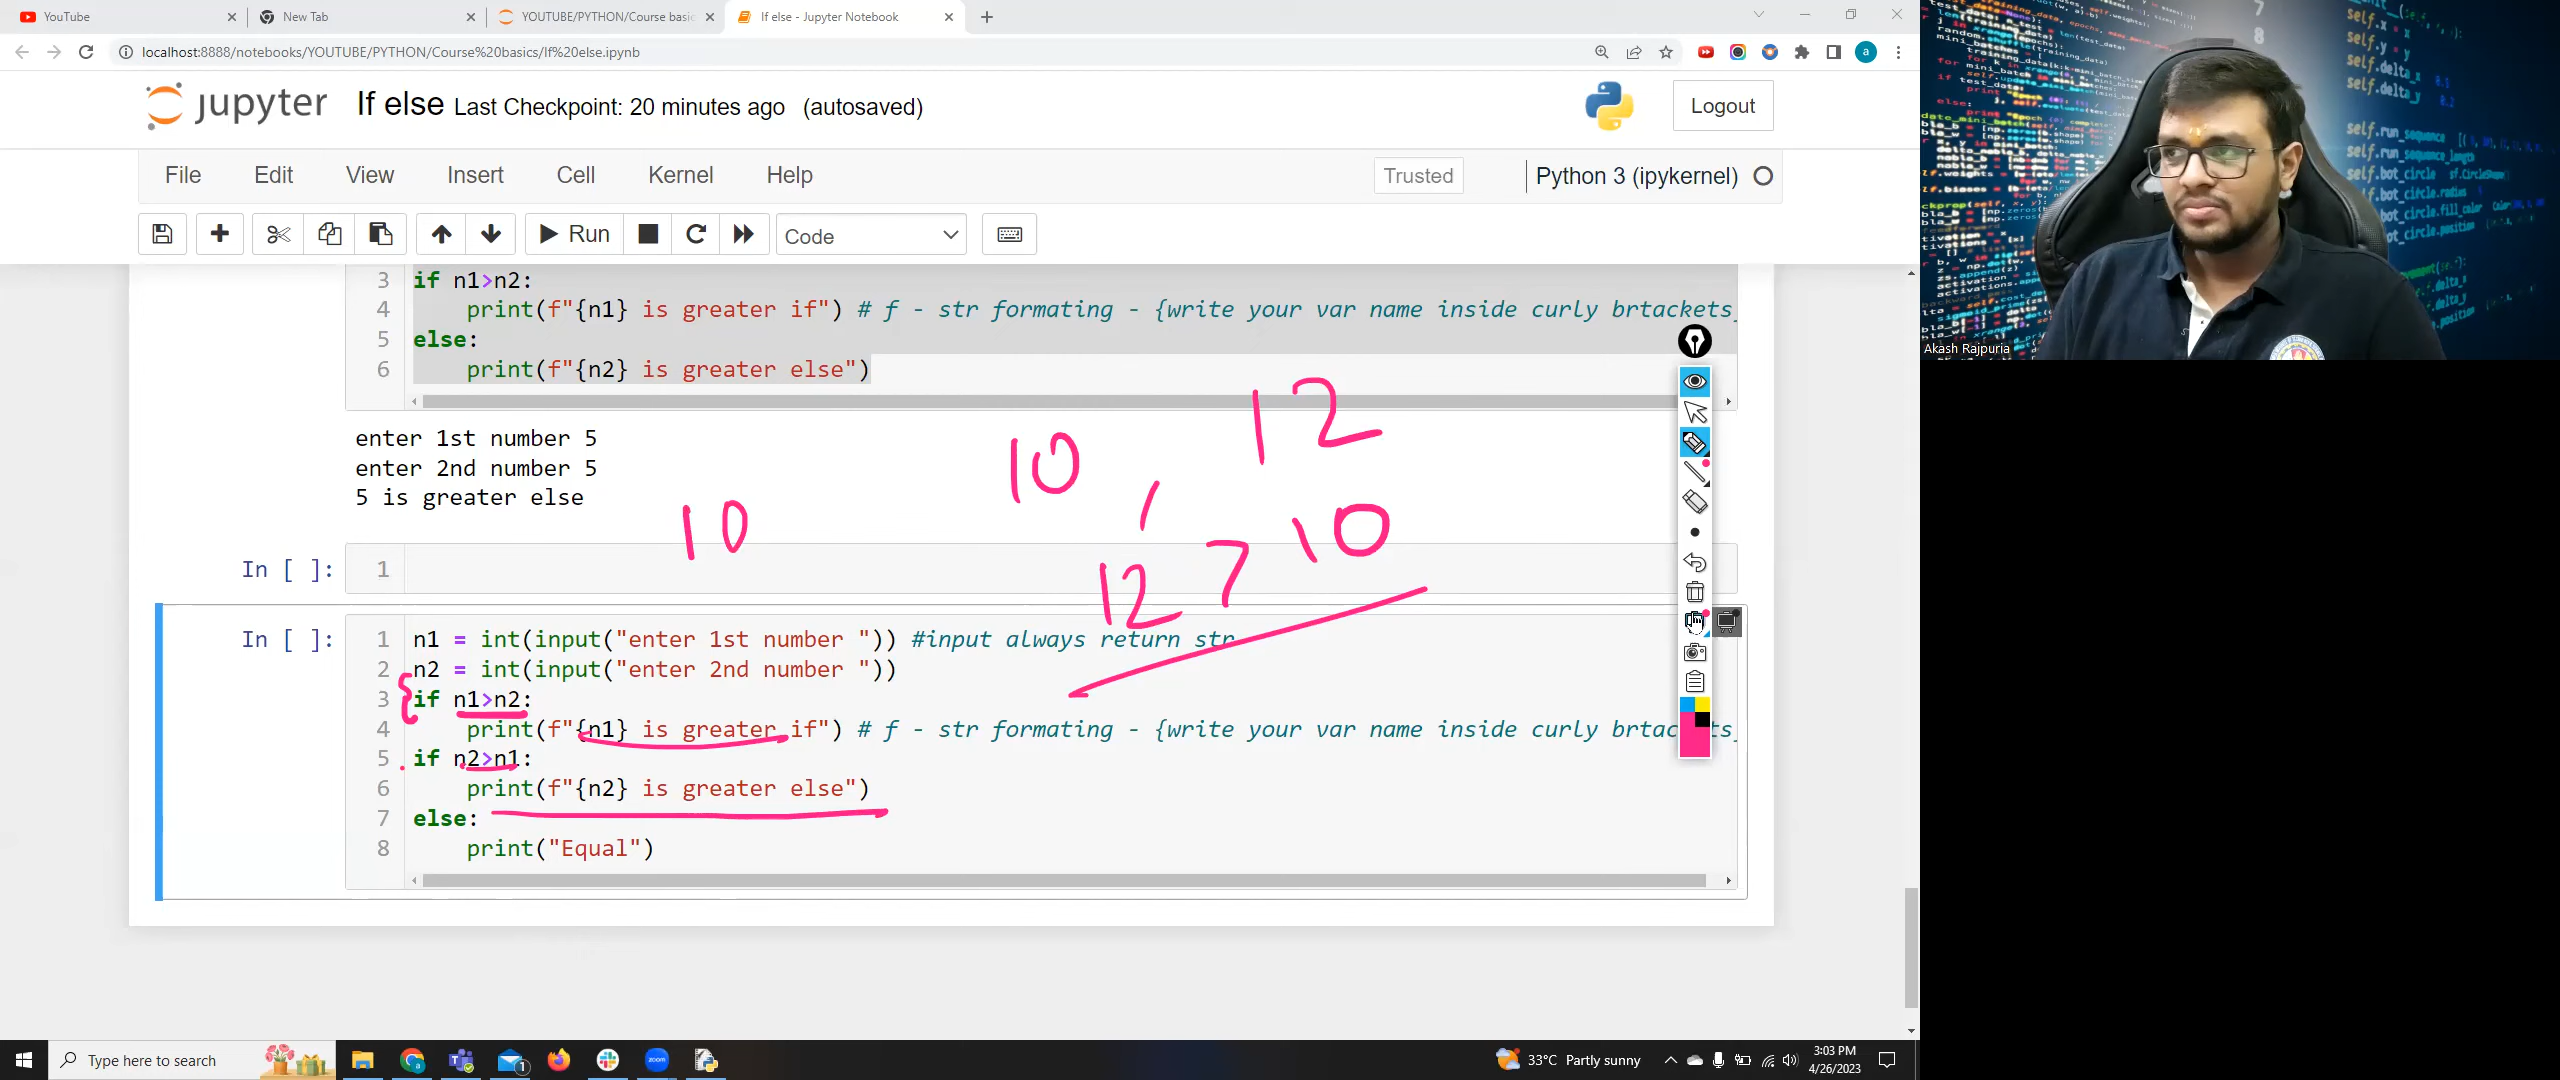 YouTube
New Tab
YOUTUBE/PYTHON/Course basic
If else - Jupyter Notebook
localhost:8888/notebooks/YOUTUBE/PYTHON/Course%20basics/If%20else.ipynb
a
jupyter If else Last Checkpoint: 20 minutes ago (autosaved)
Logout
File Edit View Insert Cell Kernel Help
Trusted
Python 3 (ipykernel)
Run
Code
3 if n1>n2:
4 print(f"{n1} is greater if") # f - str formating - {write your var name inside curly brtackets
5 else:
6 print(f"{n2} is greater else")
enter 1st number 5
enter 2nd number 5
5 is greater else
10
10
,
12
12
7
10
In [ ]: 1
In [ ]:
1 n1 = int(input("enter 1st number ")) #input always return str
2 n2 = int(input("enter 2nd number "))
3 if n1>n2:
4 print(f"{n1} is greater if") # f - str formating - {write your var name inside curly brtackets
5 if n2>n1:
6 print(f"{n2} is greater else")
7 else:
8 print("Equal")
Akash Rajpuria
Type here to search
33°C Partly sunny
3:03 PM
4/26/2023